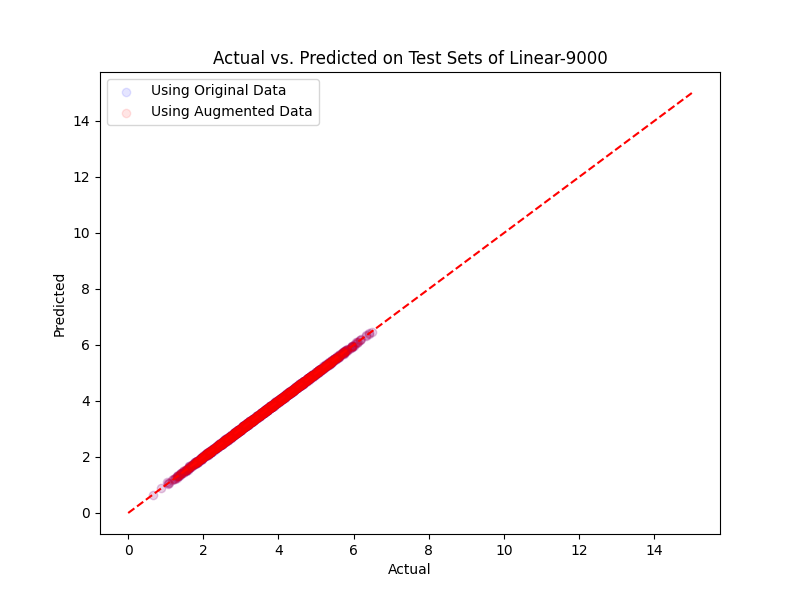 Actual vs. Predicted on Test Sets of Linear-9000
Using Original Data
Using Augmented Data
Predicted
14
12
10
8
6
4
2
0
0 2 4 6 8 10 12 14
Actual